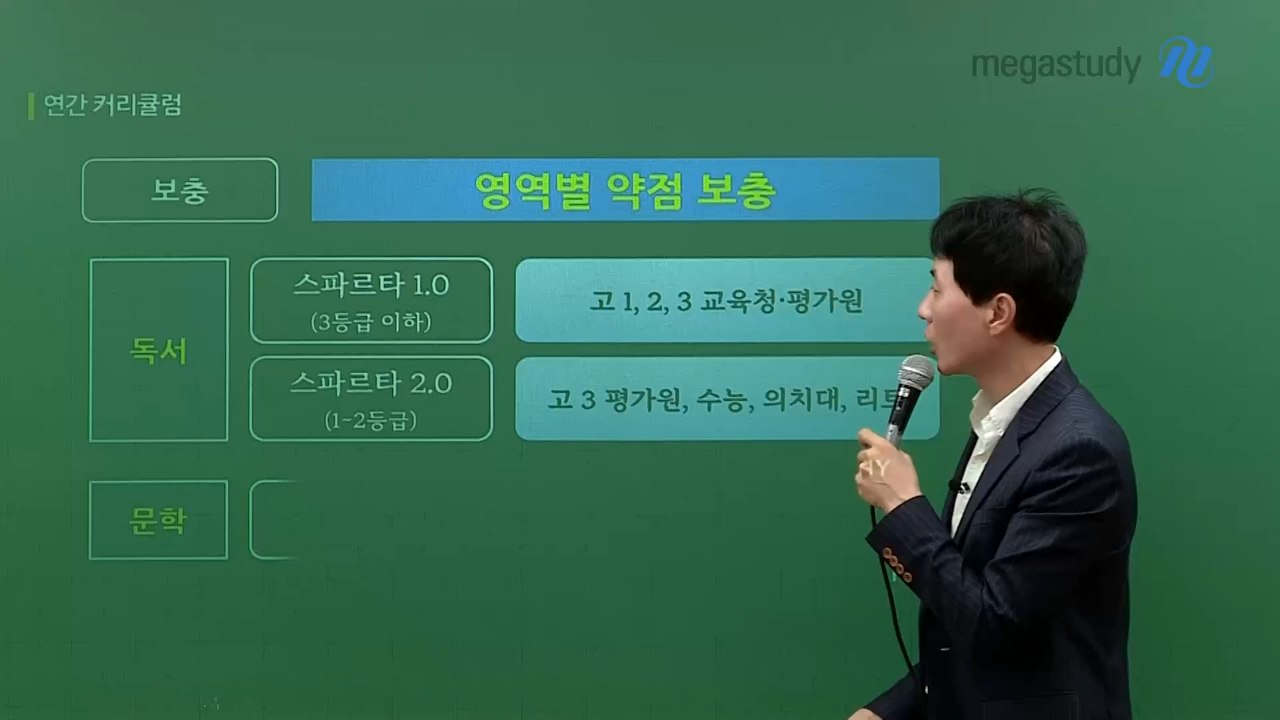 megastudy
연간 커리큘럼
보충
영역별 약점 보충
독서
스파르타 1.0
(3등급 이하)
고 1, 2, 3 교육청·평가원
스파르타 2.0
(1~2등급)
고 3 평가원, 수능, 의치대, 리트
문학